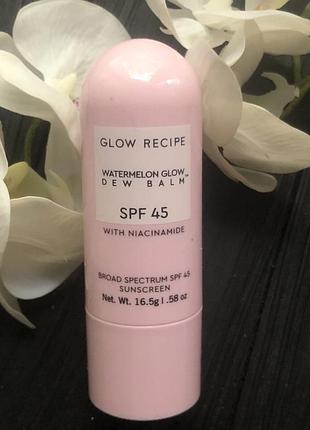 GLOW RECIPE
WATERMELON GLOW™
DEW BALM
SPF 45
WITH NIACINAMIDE
BROAD SPECTRUM SPF 45
SUNSCREEN
Net. Wt. 16.5g | .58 oz